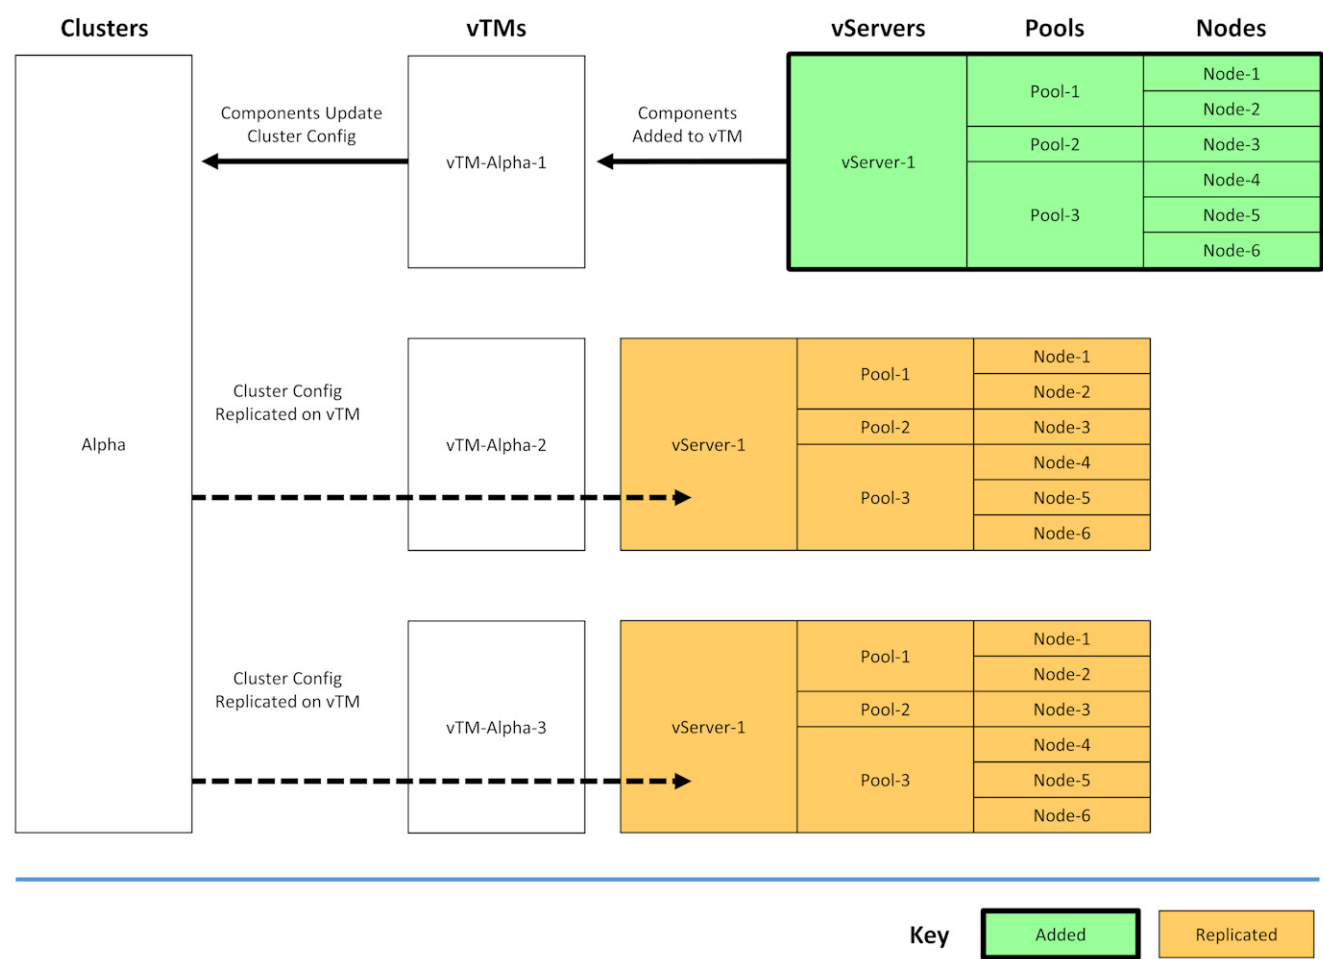 Clusters
vTMs
vServers
Pools
Nodes
Components Update
Cluster Config
vTM-Alpha-1
Components
Added to vTM
vServer-1
Pool-1
Pool-2
Pool-3
Node-1
Node-2
Node-3
Node-4
Node-5
Node-6
Alpha
Cluster Config
Replicated on vTM
vTM-Alpha-2
vServer-1
Pool-1
Pool-2
Pool-3
Node-1
Node-2
Node-3
Node-4
Node-5
Node-6
Cluster Config
Replicated on vTM
vTM-Alpha-3
vServer-1
Pool-1
Pool-2
Pool-3
Node-1
Node-2
Node-3
Node-4
Node-5
Node-6
Key
Added
Replicated